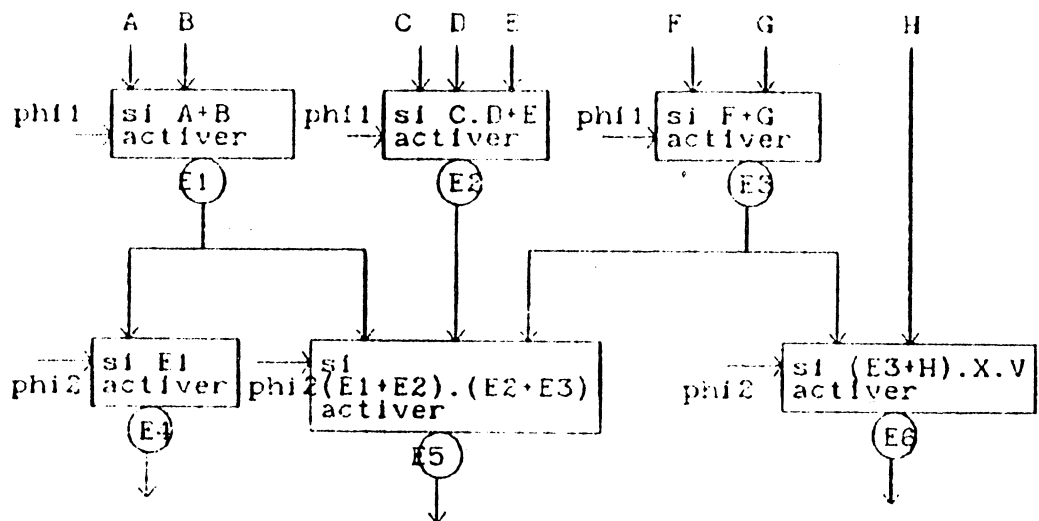 A B C D E F G H
phi1 si A+B phi1 si C.D+E phi1 si F+G
activer activer activer
E1 E2 E3
si E1 si si (E3+H).X.V
phi2 activer phi2 (E1+E2).(E2+E3) phi2 activer
activer
E4 E5 E6